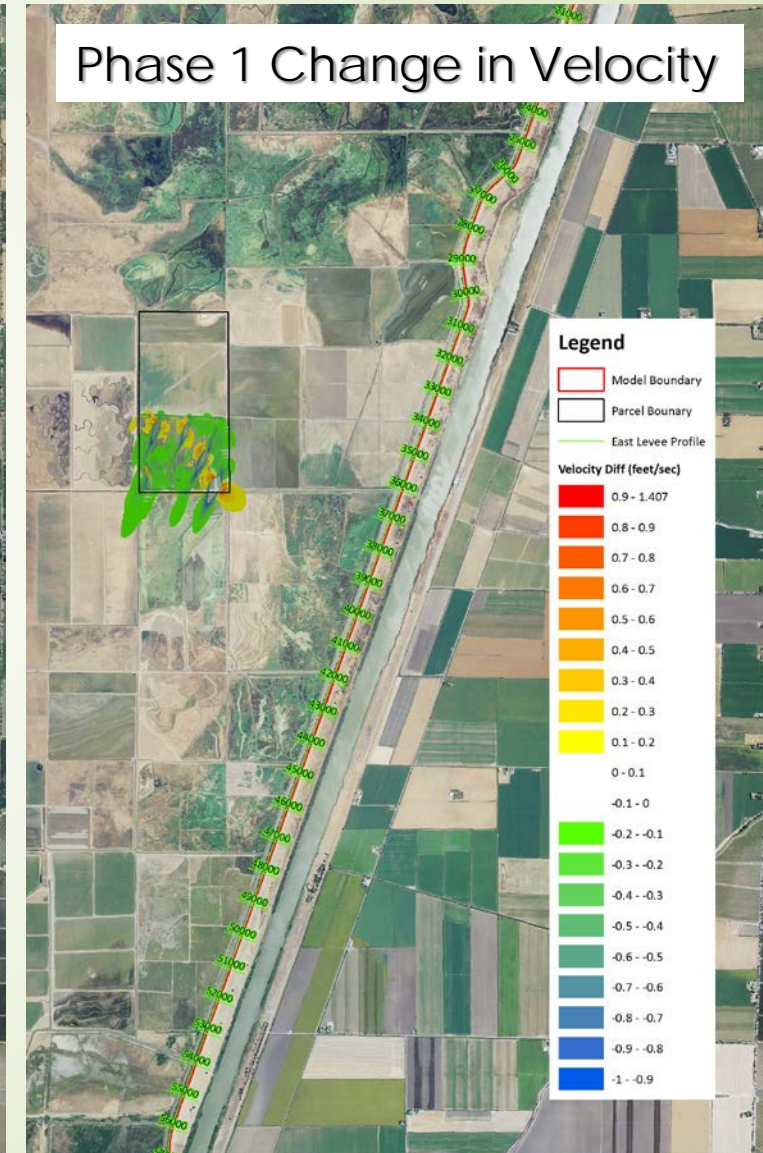 Phase 1 Change in Velocity
21000
24000
25000
26000
27000
28000
29000
30000
31000
32000
33000
34000
35000
36000
37000
38000
39000
40000
41000
42000
43000
44000
45000
46000
47000
48000
49000
50000
51000
52000
53000
54000
55000
56000
Legend
Model Boundary
Parcel Bounary
East Levee Profile
Velocity Diff (feet/sec)
0.9 - 1.407
0.8 - 0.9
0.7 - 0.8
0.6 - 0.7
0.5 - 0.6
0.4 - 0.5
0.3 - 0.4
0.2 - 0.3
0.1 - 0.2
0 - 0.1
-0.1 - 0
-0.2 - -0.1
-0.3 - -0.2
-0.4 - -0.3
-0.5 - -0.4
-0.6 - -0.5
-0.7 - -0.6
-0.8 - -0.7
-0.9 - -0.8
-1 - -0.9